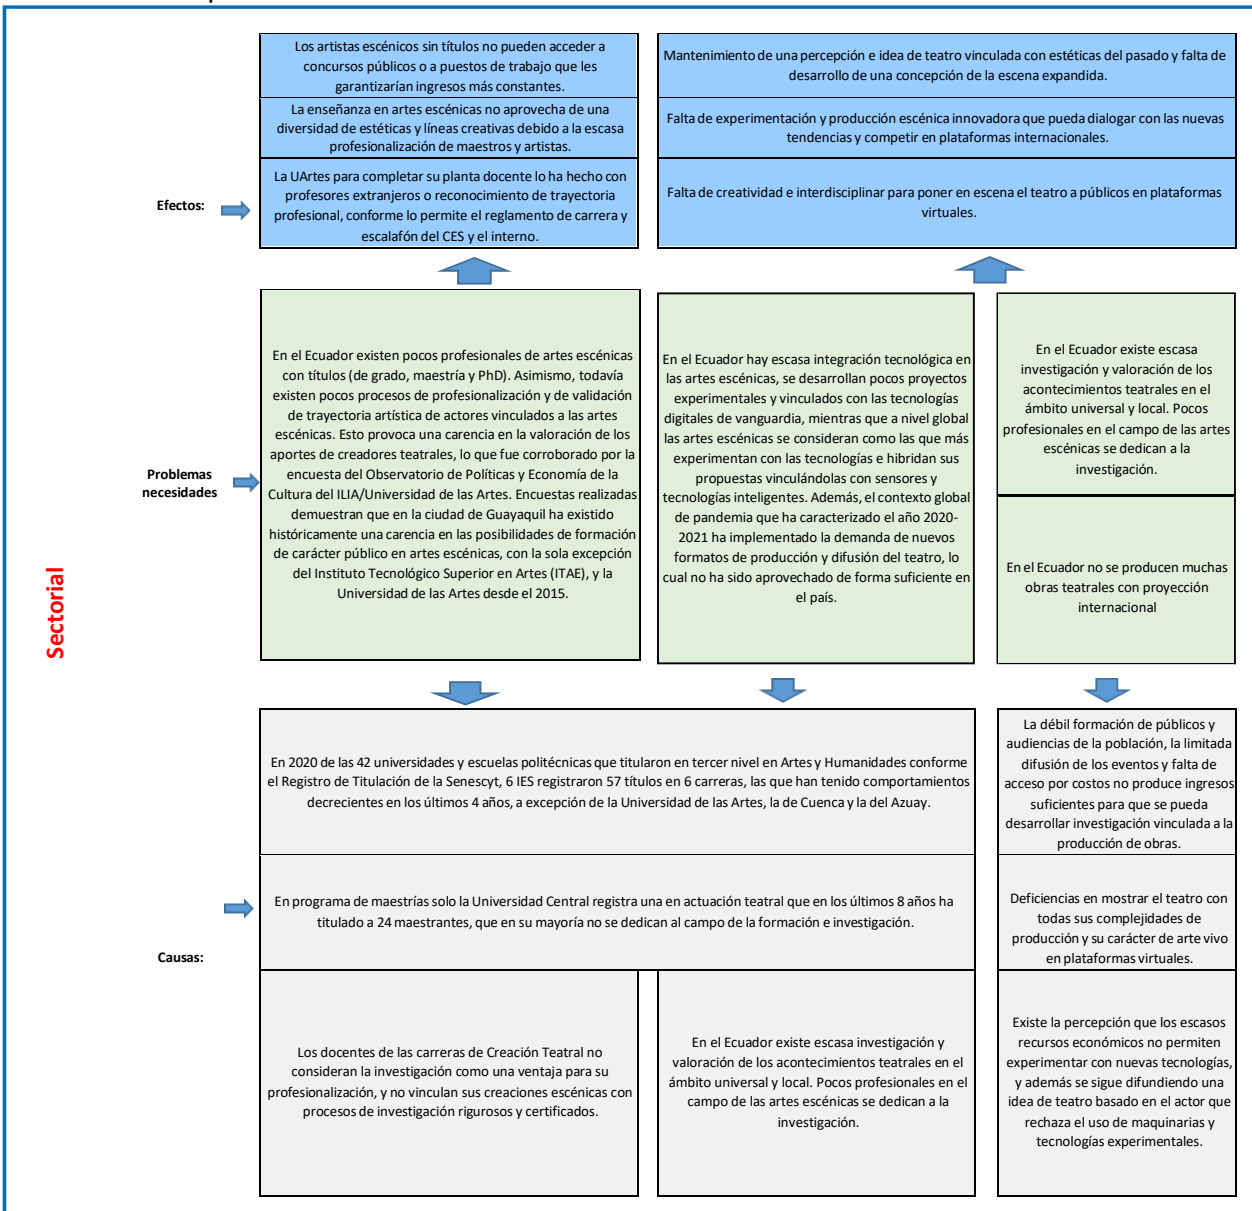 Los artistas escénicos sin títulos no pueden acceder a
concursos públicos o a puestos de trabajo que les
garantizarían ingresos más constantes.
La enseñanza en artes escénicas no aprovecha de una
diversidad de estéticas y líneas creativas debido a la escasa
profesionalización de maestros y artistas.
La UArtes para completar su planta docente lo ha hecho con
profesores extranjeros o reconocimiento de trayectoria
profesional, conforme lo permite el reglamento de carrera y
escalafón del CES y el interno.
Mantenimiento de una percepción e idea de teatro vinculada con estéticas del pasado y falta de
desarrollo de una concepción de la escena expandida.
Falta de experimentación y producción escénica innovadora que pueda dialogar con las nuevas
tendencias y competir en plataformas internacionales.
Falta de creatividad e interdisciplinar para poner en escena el teatro a públicos en plataformas
virtuales.
Efectos:
En el Ecuador existen pocos profesionales de artes escénicas
con títulos (de grado, maestría y PhD). Asimismo, todavía
existen pocos procesos de profesionalización y de validación
de trayectoria artística de actores vinculados a las artes
escénicas. Esto provoca una carencia en la valoración de los
aportes de creadores teatrales, lo que fue corroborado por la
encuesta del Observatorio de Políticas y Economía de la
Cultura del ILIA/Universidad de las Artes. Encuestas realizadas
demuestran que en la ciudad de Guayaquil ha existido
históricamente una carencia en las posibilidades de formación
de carácter público en artes escénicas, con la sola excepción
del Instituto Tecnológico Superior en Artes (ITAE), y la
Universidad de las Artes desde el 2015.
En el Ecuador hay escasa integración tecnológica en
las artes escénicas, se desarrollan pocos proyectos
experimentales y vinculados con las tecnologías
digitales de vanguardia, mientras que a nivel global
las artes escénicas se consideran como las que más
experimentan con las tecnologías e hibridan sus
propuestas vinculándolas con sensores y
tecnologías inteligentes. Además, el contexto global
de pandemia que ha caracterizado el año 2020-
2021 ha implementado la demanda de nuevos
formatos de producción y difusión del teatro, lo
cual no ha sido aprovechado de forma suficiente en
el país.
En el Ecuador existe escasa
investigación y valoración de los
acontecimientos teatrales en el
ámbito universal y local. Pocos
profesionales en el campo de las artes
escénicas se dedican a la
investigación.
En el Ecuador no se producen muchas
obras teatrales con proyección
internacional
Problemas
necesidades
Sectorial
En 2020 de las 42 universidades y escuelas politécnicas que titularon en tercer nivel en Artes y Humanidades conforme
el Registro de Titulación de la Senescyt, 6 IES registraron 57 títulos en 6 carreras, las que han tenido comportamientos
decrecientes en los últimos 4 años, a excepción de la Universidad de las Artes, la de Cuenca y la del Azuay.
En programa de maestrías solo la Universidad Central registra una en actuación teatral que en los últimos 8 años ha
titulado a 24 maestrantes, que en su mayoría no se dedican al campo de la formación e investigación.
Causas:
Los docentes de las carreras de Creación Teatral no
consideran la investigación como una ventaja para su
profesionalización, y no vinculan sus creaciones escénicas con
procesos de investigación rigurosos y certificados.
En el Ecuador existe escasa investigación y
valoración de los acontecimientos teatrales en el
ámbito universal y local. Pocos profesionales en el
campo de las artes escénicas se dedican a la
investigación.
La débil formación de públicos y
audiencias de la población, la limitada
difusión de los eventos y falta de
acceso por costos no produce ingresos
suficientes para que se pueda
desarrollar investigación vinculada a la
producción de obras.
Deficiencias en mostrar el teatro con
todas sus complejidades de
producción y su carácter de arte vivo
en plataformas virtuales.
Existe la percepción que los escasos
recursos económicos no permiten
experimentar con nuevas tecnologías,
y además se sigue difundiendo una
idea de teatro basado en el actor que
rechaza el uso de maquinarias y
tecnologías experimentales.